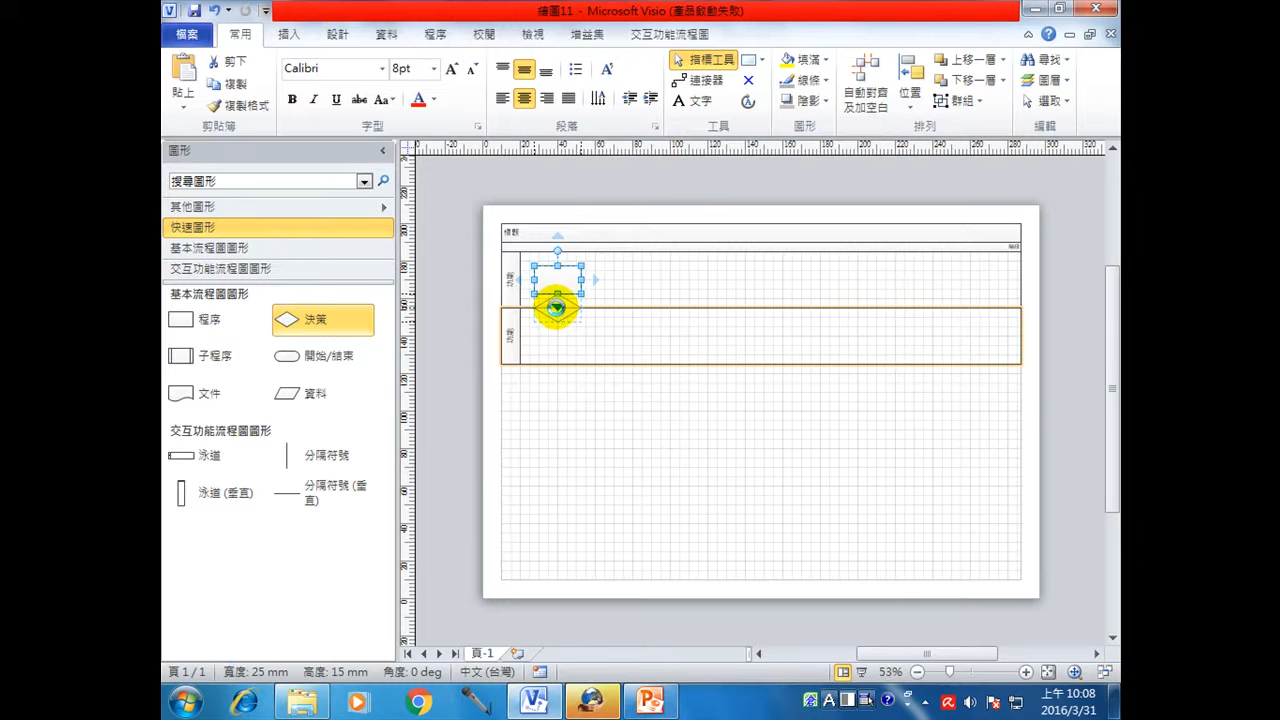 繪圖11 - Microsoft Visio (產品啟動失敗)
檔案 常用 插入 設計 資料 程序 校閱 檢視 增益集 交互功能流程圖
貼上 剪下 複製 複製格式
剪貼簿
Calibri 8pt
B I U abc Aa
字型
段落
指標工具 連接器 文字
工具
填滿 線條 陰影
圖形
自動對齊及加空白 位置 上移一層 下移一層 群組
排列
尋找 圖層 選取
編輯
圖形
搜尋圖形
其他圖形
快速圖形
基本流程圖圖形
交互功能流程圖圖形
基本流程圖圖形
程序 決策
子程序 開始/結束
文件 資料
交互功能流程圖圖形
泳道 分隔符號
泳道 (垂直) 分隔符號 (垂直)
標題
階段
功能
功能
頁-1
頁 1 / 1 寬度: 25 mm 高度: 15 mm 角度: 0 deg 中文 (台灣) 53%
上午 10:08
2016/3/31